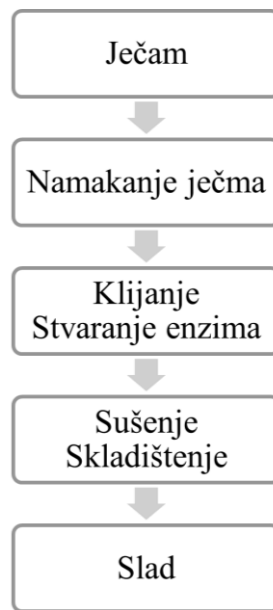 Ječam
Namakanje ječma
Klijanje
Stvaranje enzima
Sušenje
Skladištenje
Slad